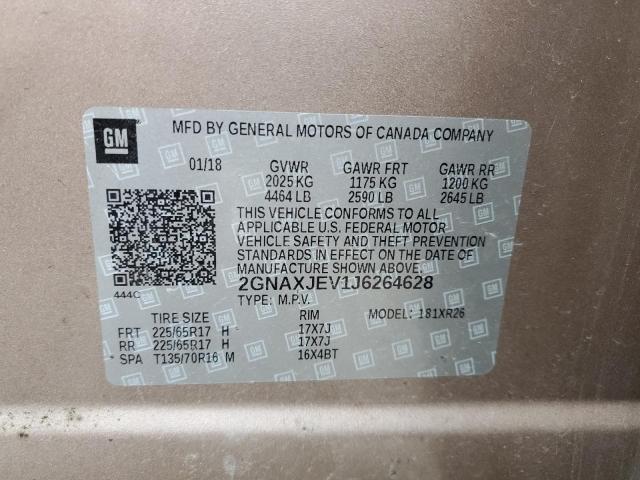 GM
MFD BY GENERAL MOTORS OF CANADA COMPANY
01/18 GVWR GAWR FRT GAWR RR
2025 KG 1175 KG 1200 KG
4464 LB 2590 LB 2645 LB
THIS VEHICLE CONFORMS TO ALL
APPLICABLE U.S. FEDERAL MOTOR
VEHICLE SAFETY AND THEFT PREVENTION
STANDARDS IN EFFECT ON THE DATE OF
MANUFACTURE SHOWN ABOVE.
444C 2GNAXJEV1J6264628
TYPE: M.P.V. MODEL: 181XR26
TIRE SIZE RIM
FRT 225/65R17 H 17X7J
RR 225/65R17 H 17X7J
SPA T135/70R16 M 16X4BT